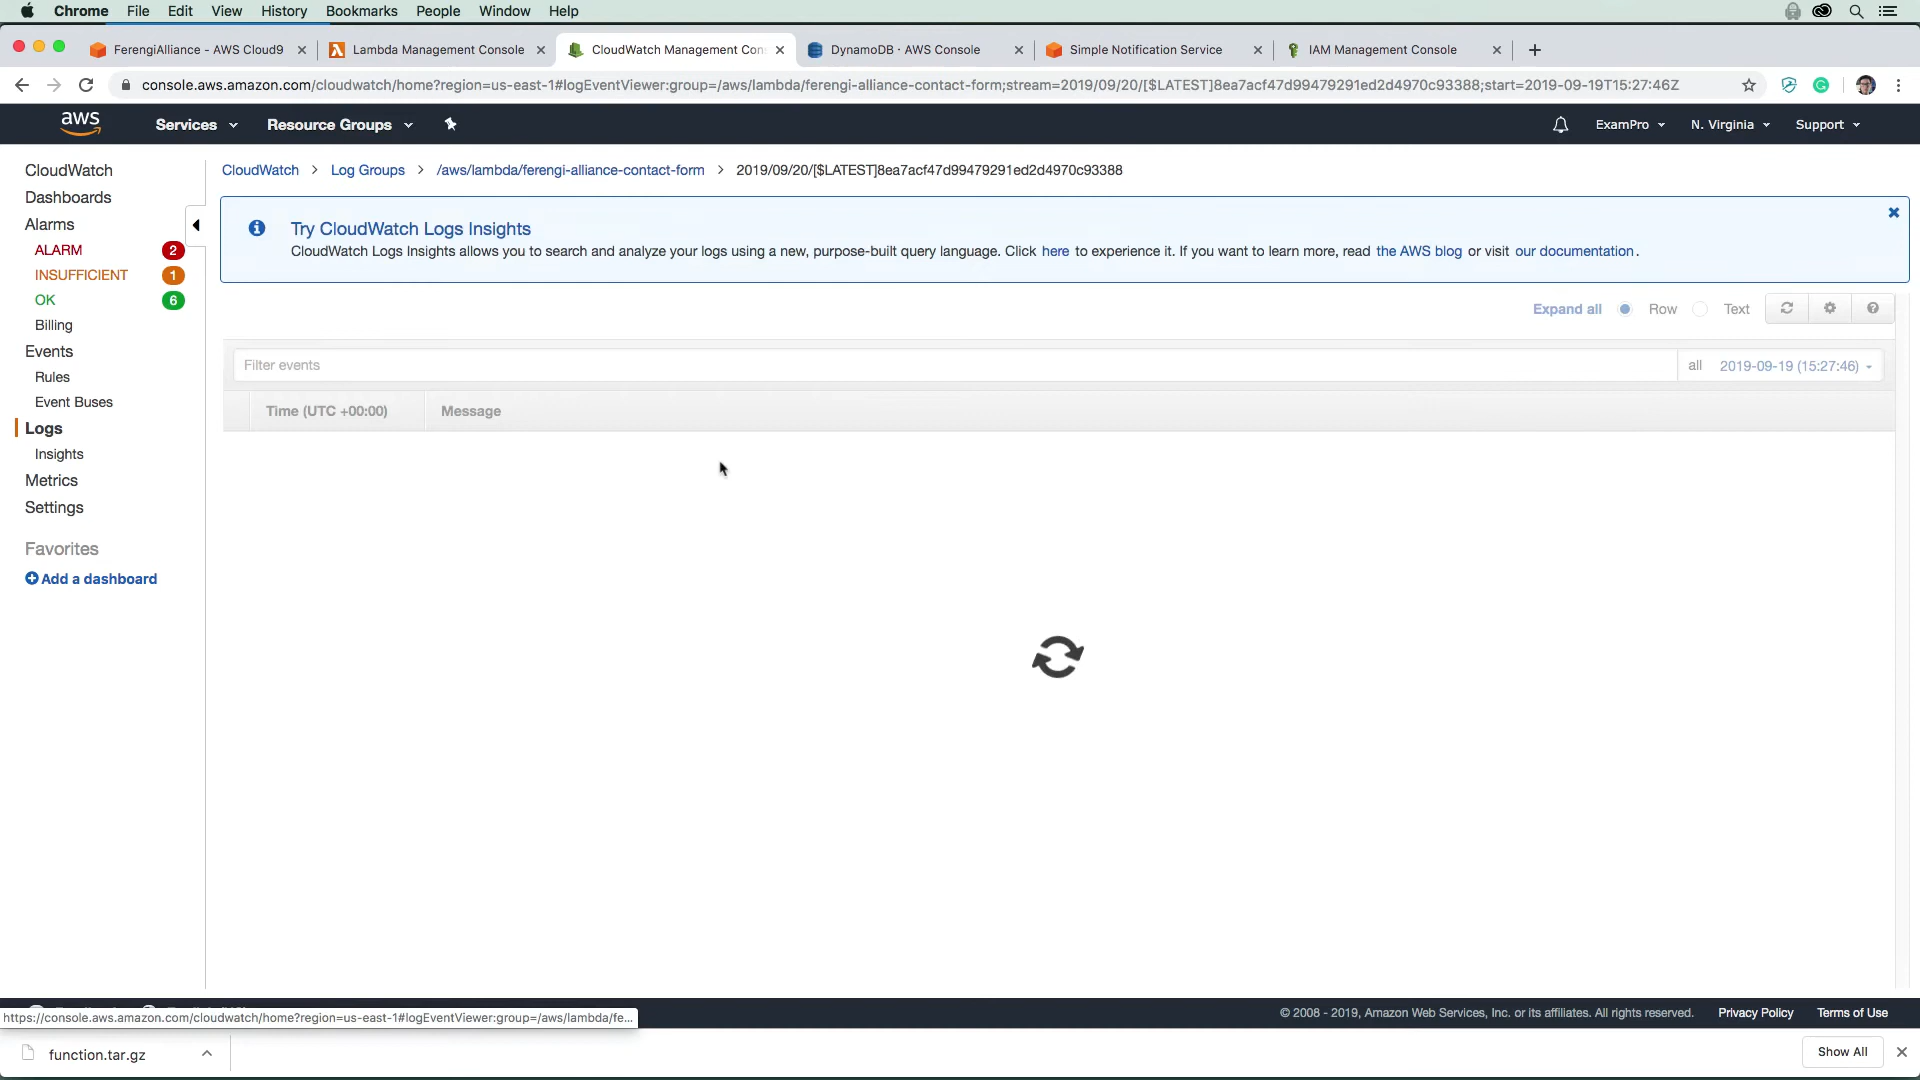 Chrome File Edit View History Bookmarks People Window Help
FerengiAlliance - AWS Cloud9
Lambda Management Console
CloudWatch Management Con
DynamoDB · AWS Console
Simple Notification Service
IAM Management Console
console.aws.amazon.com/cloudwatch/home?region=us-east-1#logEventViewer:group=/aws/lambda/ferengi-alliance-contact-form;stream=2019/09/20/[$LATEST]8ea7acf47d99479291ed2d4970c93388;start=2019-09-19T15:27:46Z
aws Services Resource Groups ExamPro N. Virginia Support
CloudWatch
Dashboards
Alarms
ALARM 2
INSUFFICIENT 1
OK 6
Billing
Events
Rules
Event Buses
Logs
Insights
Metrics
Settings
Favorites
Add a dashboard
CloudWatch > Log Groups > /aws/lambda/ferengi-alliance-contact-form > 2019/09/20/[$LATEST]8ea7acf47d99479291ed2d4970c93388
Try CloudWatch Logs Insights
CloudWatch Logs Insights allows you to search and analyze your logs using a new, purpose-built query language. Click here to experience it. If you want to learn more, read the AWS blog or visit our documentation.
Expand all Row Text
Filter events all 2019-09-19 (15:27:46)
Time (UTC +00:00) Message
© 2008 - 2019, Amazon Web Services, Inc. or its affiliates. All rights reserved. Privacy Policy Terms of Use
https://console.aws.amazon.com/cloudwatch/home?region=us-east-1#logEventViewer:group=/aws/lambda/fe...
function.tar.gz Show All